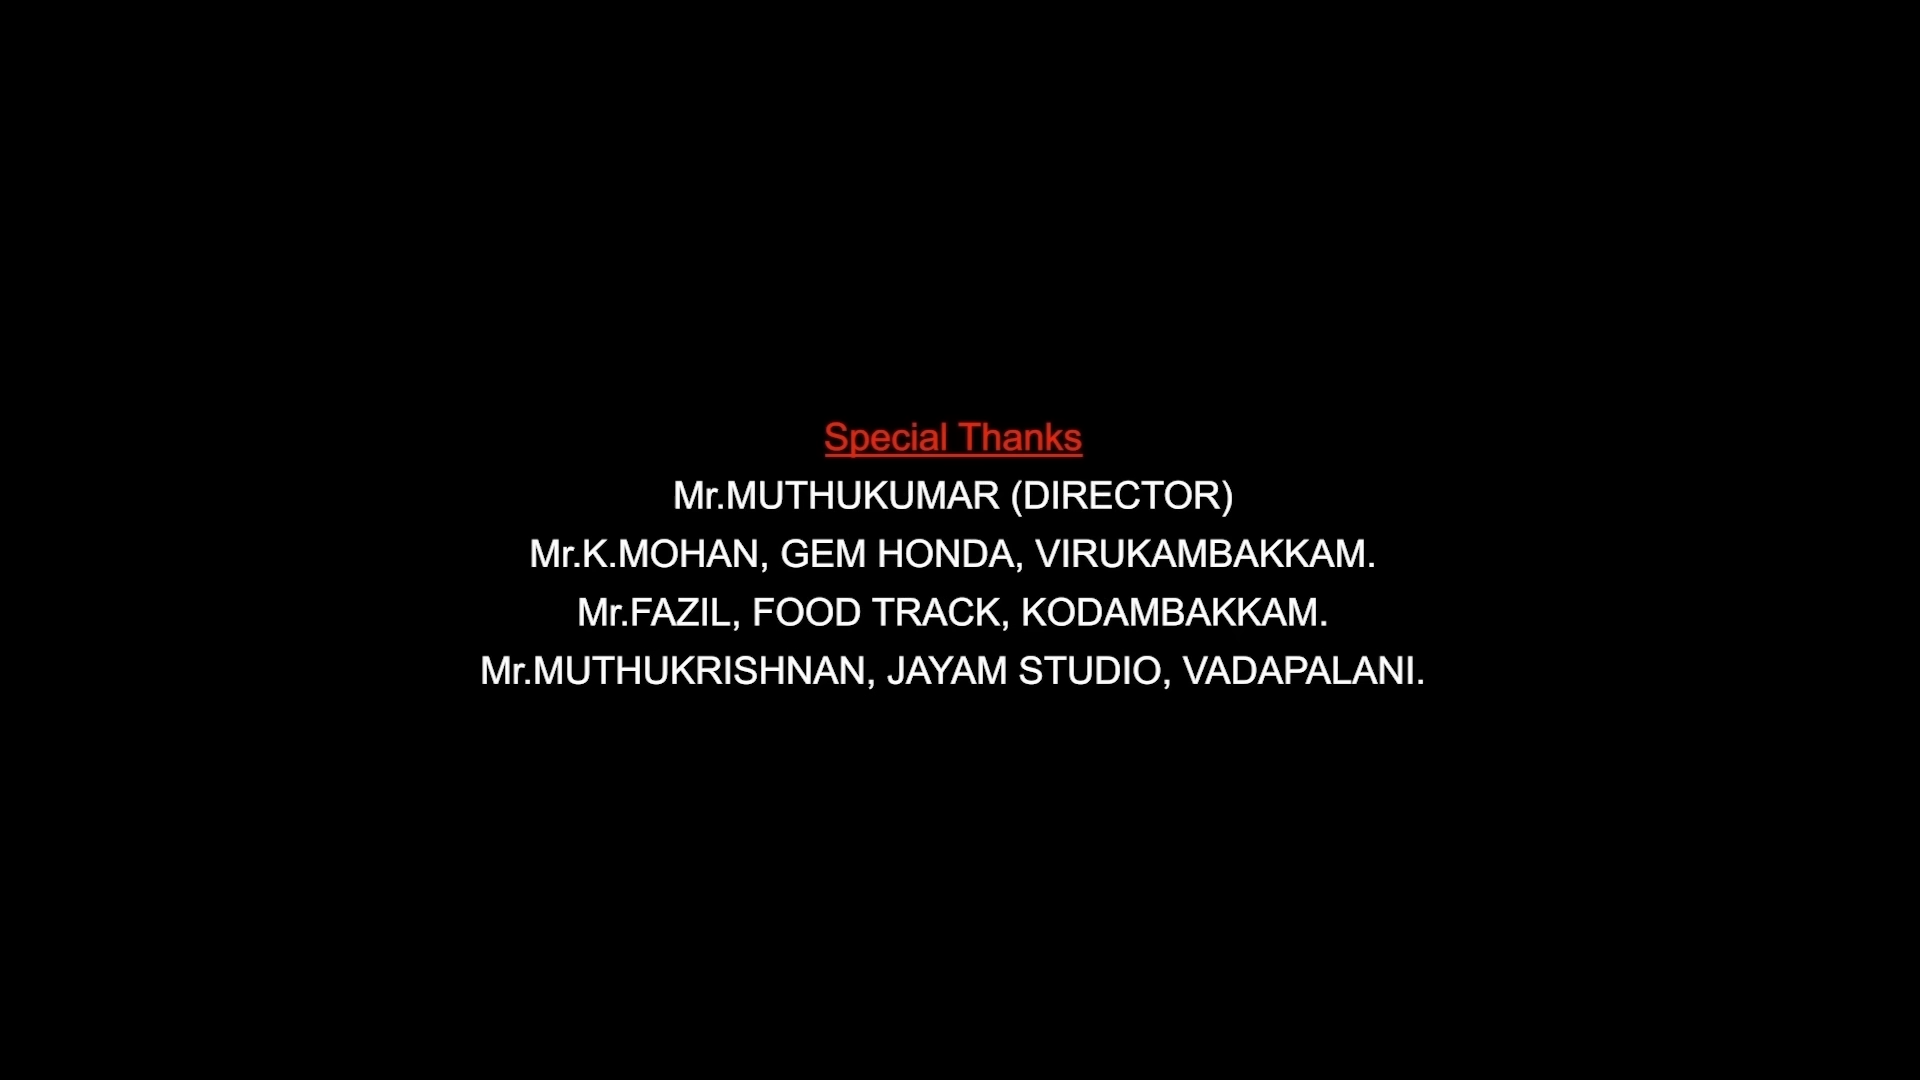 Special Thanks
Mr.MUTHUKUMAR (DIRECTOR)
Mr.K.MOHAN, GEM HONDA, VIRUKAMBAKKAM.
Mr.FAZIL, FOOD TRACK, KODAMBAKKAM.
Mr.MUTHUKRISHNAN, JAYAM STUDIO, VADAPALANI.